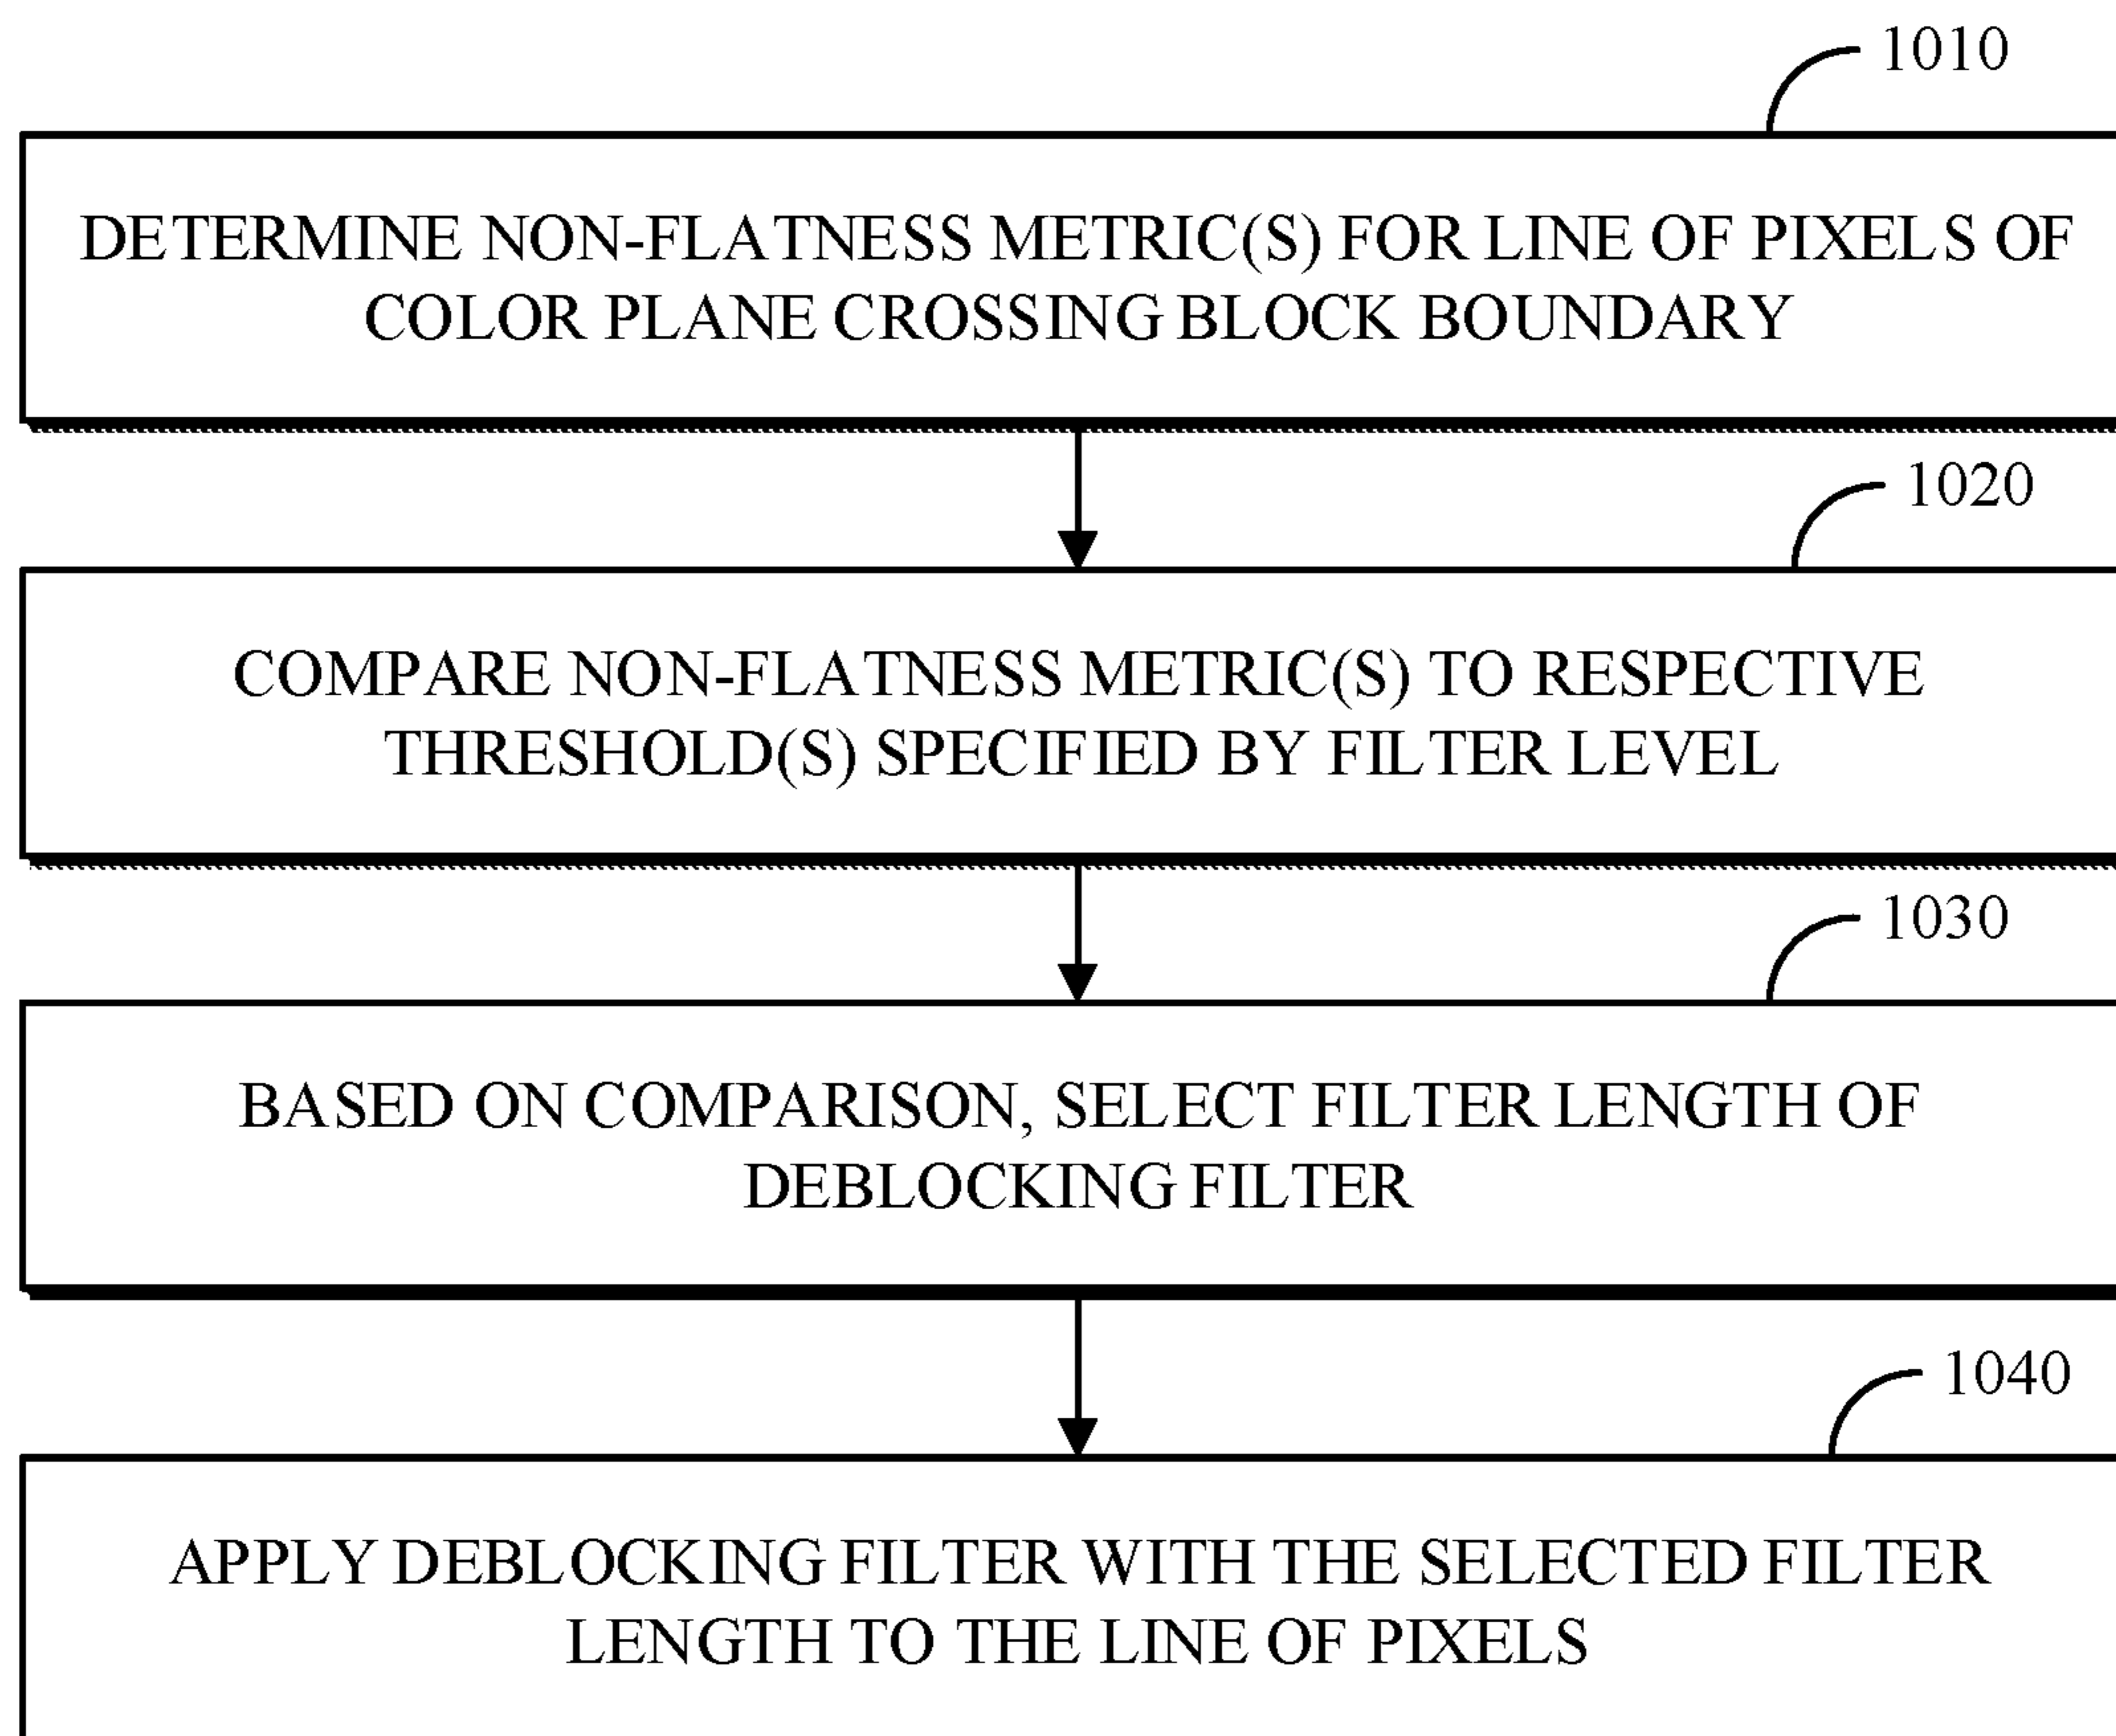 1010
DETERMINE NON-FLATNESS METRIC(S) FOR LINE OF PIXELS OF
COLOR PLANE CROSSING BLOCK BOUNDARY
1020
COMPARE NON-FLATNESS METRIC(S) TO RESPECTIVE
THRESHOLD(S) SPECIFIED BY FILTER LEVEL
1030
BASED ON COMPARISON, SELECT FILTER LENGTH OF
DEBLOCKING FILTER
1040
APPLY DEBLOCKING FILTER WITH THE SELECTED FILTER
LENGTH TO THE LINE OF PIXELS